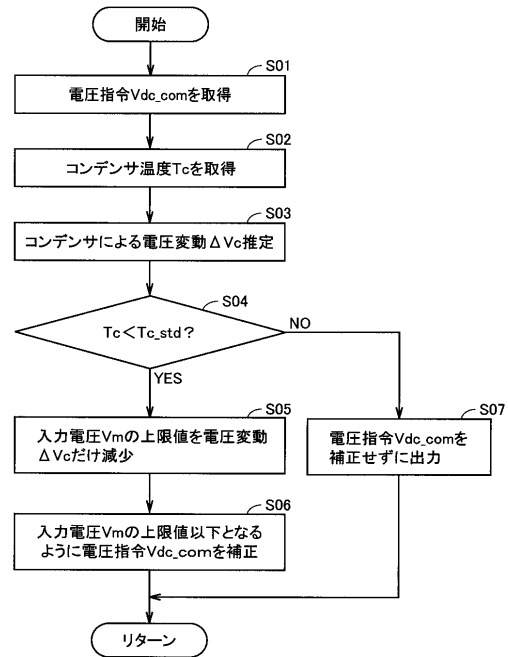 開始
S01
電圧指令Vdc_comを取得
S02
コンデンサ温度Tcを取得
S03
コンデンサによる電圧変動ΔVc推定
S04
Tc<Tc_std?
NO
YES
S05
入力電圧Vmの上限値を電圧変動
ΔVcだけ減少
S07
電圧指令Vdc_comを
補正せずに出力
S06
入力電圧Vmの上限値以下となる
ように電圧指令Vdc_comを補正
リターン